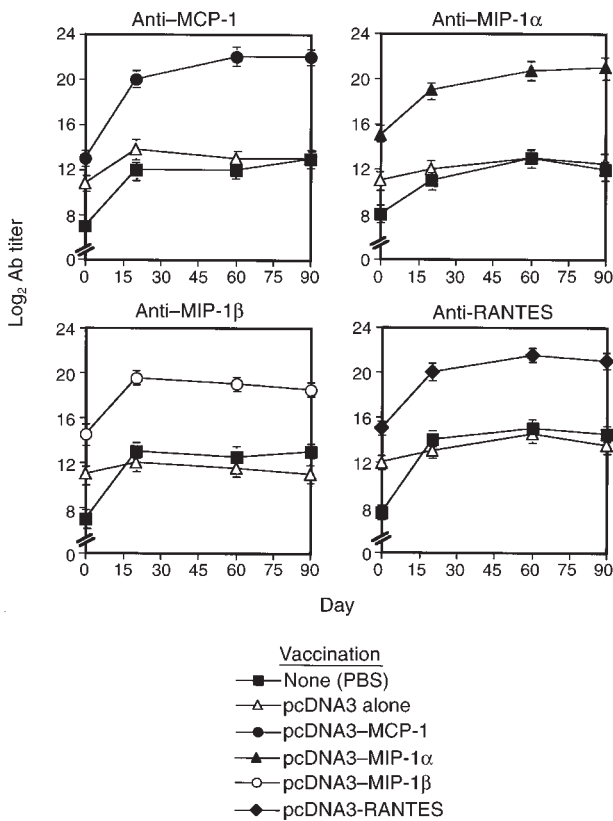 Anti–MCP-1
Anti–MIP-1α
24
20
16
12
8
0
0 15 30 45 60 75 90
24
20
16
12
8
0
0 15 30 45 60 75 90
Log2 Ab titer
Anti–MIP-1β
Anti-RANTES
24
20
16
12
8
0
0 15 30 45 60 75 90
24
20
16
12
8
0
0 15 30 45 60 75 90
Day
Vaccination
None (PBS)
pcDNA3 alone
pcDNA3–MCP-1
pcDNA3–MIP-1α
pcDNA3–MIP-1β
pcDNA3-RANTES